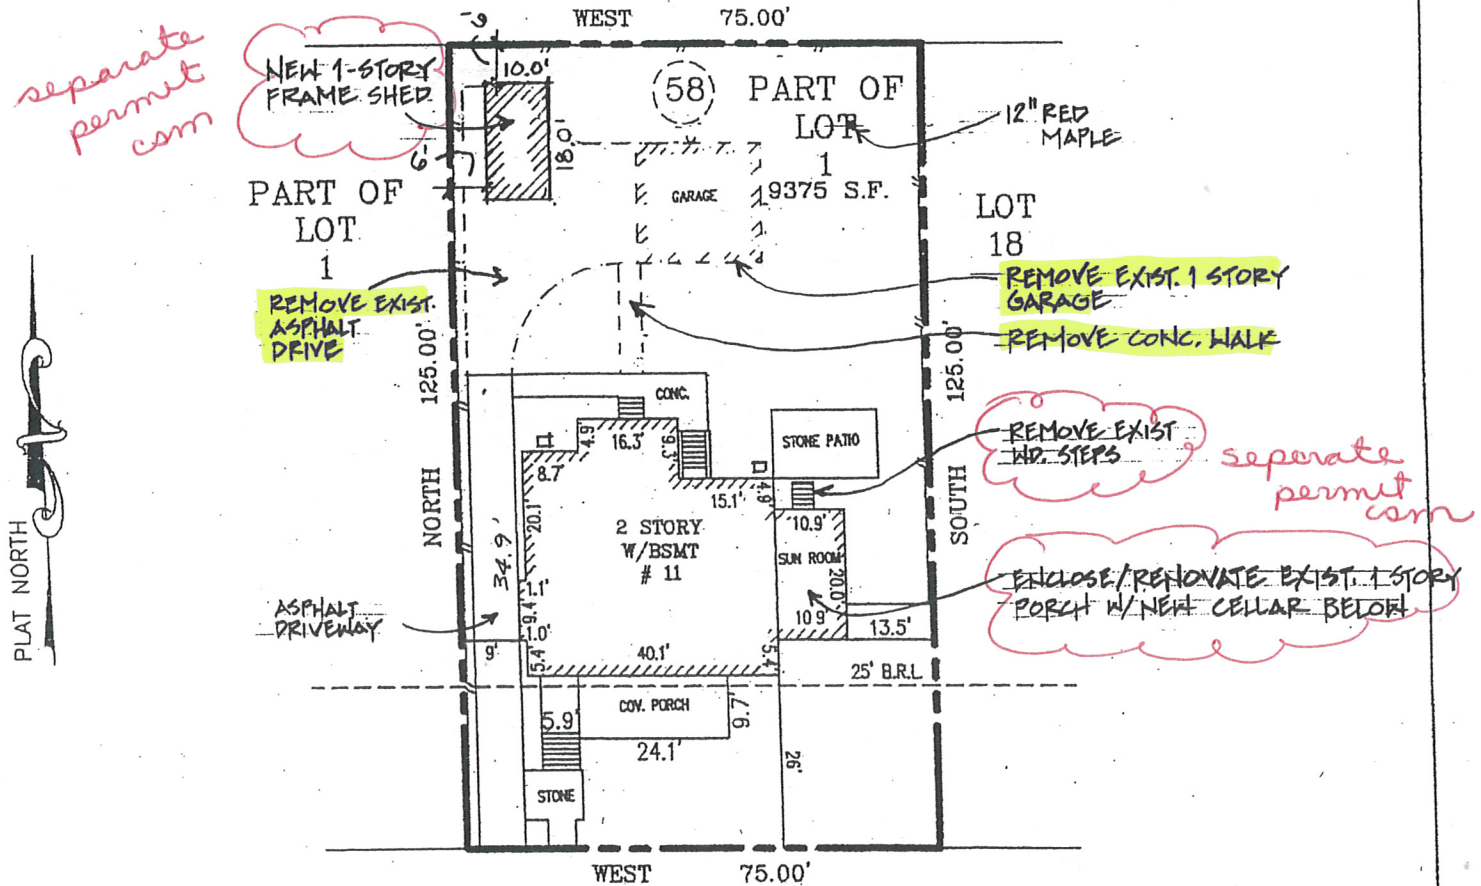 WEST 75.00'
6'
separate
permit
csm
NEW 1-STORY
FRAME SHED
10.0'
18.0'
6'
58
PART OF
LOT
1
9375 S.F.
12" RED
MAPLE
GARAGE
PART OF
LOT
1
LOT
18
REMOVE EXIST.
ASPHALT
DRIVE
REMOVE EXIST. 1 STORY
GARAGE
REMOVE CONC. WALK
125.00'
NORTH
125.00'
SOUTH
CONC.
STONE PATIO
REMOVE EXIST
WD. STEPS
separate
permit
csm
4.9'
16.3'
6.3'
8.7'
15.1'
4.9'
10.9'
20.1'
34.9'
2 STORY
W/BSMT
# 11
SUN ROOM
20.0'
ENCLOSE/RENOVATE EXIST. 1 STORY
PORCH W/ NEW CELLAR BELOW
1.1'
9.4'
1.0'
10.9
13.5'
ASPHALT
DRIVEWAY
9'
5.4'
40.1'
5.4'
25' B.R.L.
COV. PORCH
9.7'
5.9'
24.1'
26'
STONE
WEST 75.00'
PLAT NORTH